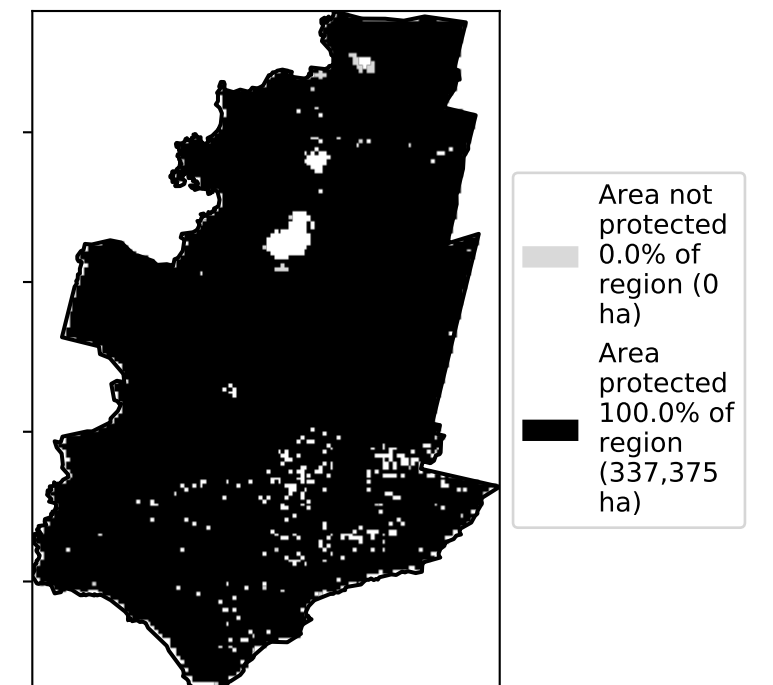 Area not
protected
0.0% of
region (0
ha)
Area
protected
100.0% of
region
(337,375
ha)